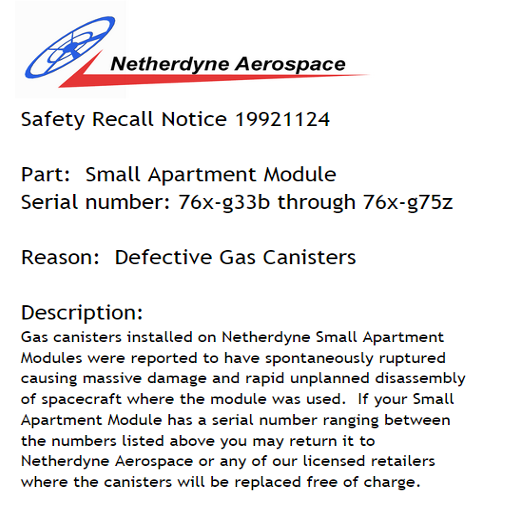 Netherdyne Aerospace
Safety Recall Notice 19921124
Part: Small Apartment Module
Serial number: 76x-g33b through 76x-g75z
Reason: Defective Gas Canisters
Description:
Gas canisters installed on Netherdyne Small Apartment
Modules were reported to have spontaneously ruptured
causing massive damage and rapid unplanned disassembly
of spacecraft where the module was used. If your Small
Apartment Module has a serial number ranging between
the numbers listed above you may return it to
Netherdyne Aerospace or any of our licensed retailers
where the canisters will be replaced free of charge.